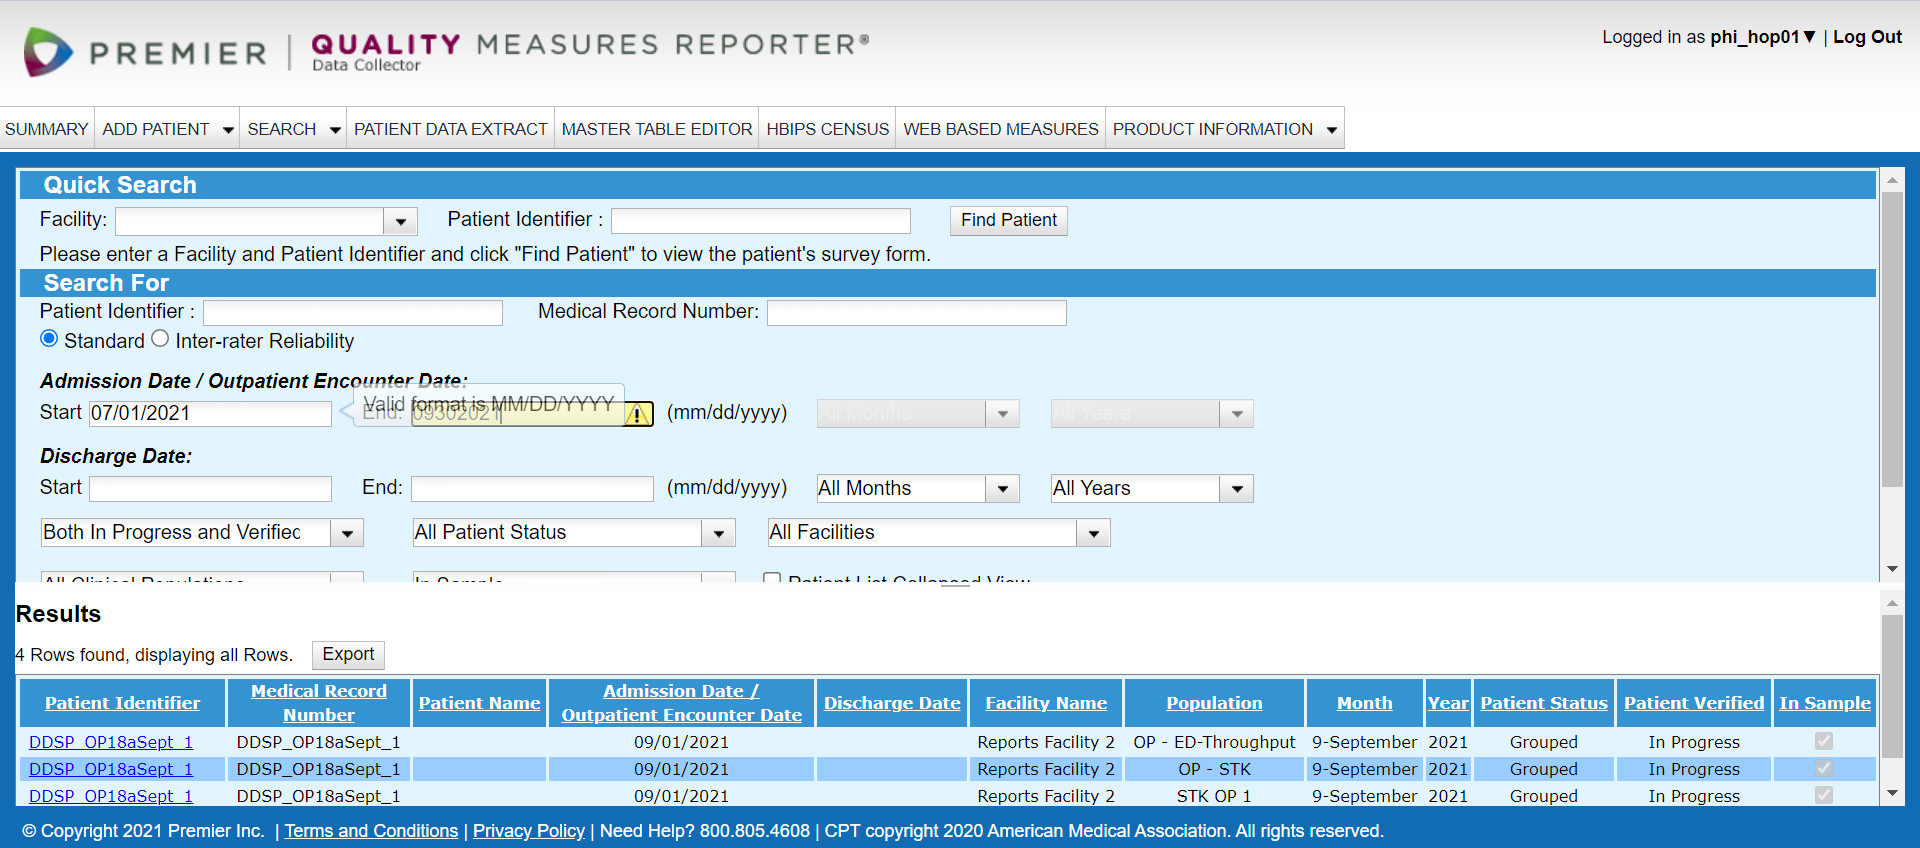 PREMIER | QUALITY MEASURES REPORTER®
Data Collector
Logged in as phi_hop01▼ | Log Out
SUMMARY ADD PATIENT SEARCH PATIENT DATA EXTRACT MASTER TABLE EDITOR HBIPS CENSUS WEB BASED MEASURES PRODUCT INFORMATION
Quick Search
Facility: Patient Identifier : Find Patient
Please enter a Facility and Patient Identifier and click "Find Patient" to view the patient's survey form.
Search For
Patient Identifier : Medical Record Number:
Standard Inter-rater Reliability
Admission Date / Outpatient Encounter Date:
Valid format is MM/DD/YYYY
Start 07/01/2021 End: 09302021 (mm/dd/yyyy) All Months All Years
Discharge Date:
Start End: (mm/dd/yyyy) All Months All Years
Both In Progress and Verified All Patient Status All Facilities
All Clinical Populations In Sample Patient List Collapsed View
Results
4 Rows found, displaying all Rows. Export
Patient Identifier Medical Record Number Patient Name Admission Date / Outpatient Encounter Date Discharge Date Facility Name Population Month Year Patient Status Patient Verified In Sample
DDSP_OP18aSept_1 DDSP_OP18aSept_1 09/01/2021 Reports Facility 2 OP - ED-Throughput 9-September 2021 Grouped In Progress
DDSP_OP18aSept_1 DDSP_OP18aSept_1 09/01/2021 Reports Facility 2 OP - STK 9-September 2021 Grouped In Progress
DDSP_OP18aSept_1 DDSP_OP18aSept_1 09/01/2021 Reports Facility 2 STK OP 1 9-September 2021 Grouped In Progress
© Copyright 2021 Premier Inc. | Terms and Conditions | Privacy Policy | Need Help? 800.805.4608 | CPT copyright 2020 American Medical Association. All rights reserved.